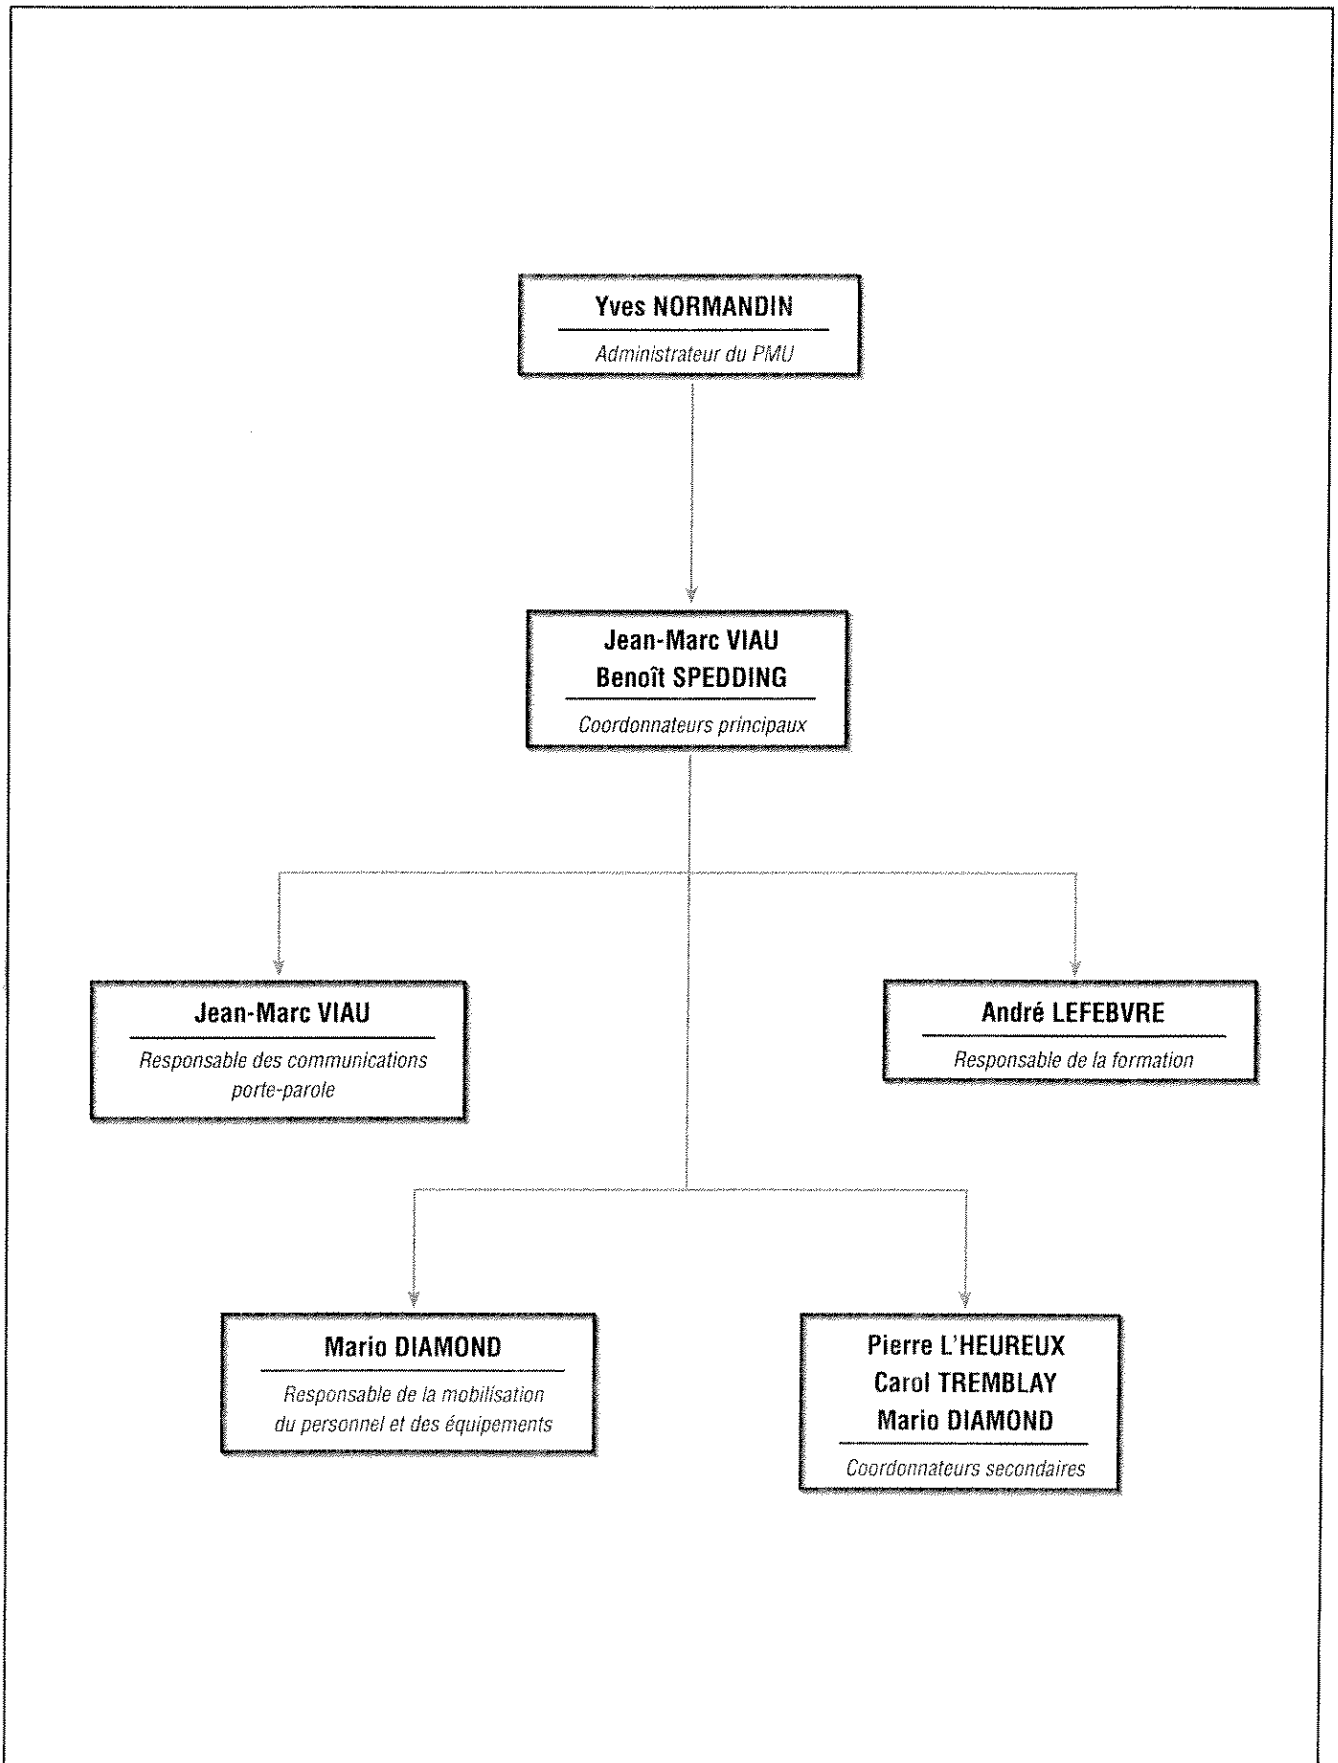 Yves NORMANDIN
Administrateur du PMU
Jean-Marc VIAU
Benoît SPEDDING
Coordonnateurs principaux
Jean-Marc VIAU
Responsable des communications
porte-parole
André LEFEBVRE
Responsable de la formation
Mario DIAMOND
Responsable de la mobilisation
du personnel et des équipements
Pierre L'HEUREUX
Carol TREMBLAY
Mario DIAMOND
Coordonnateurs secondaires